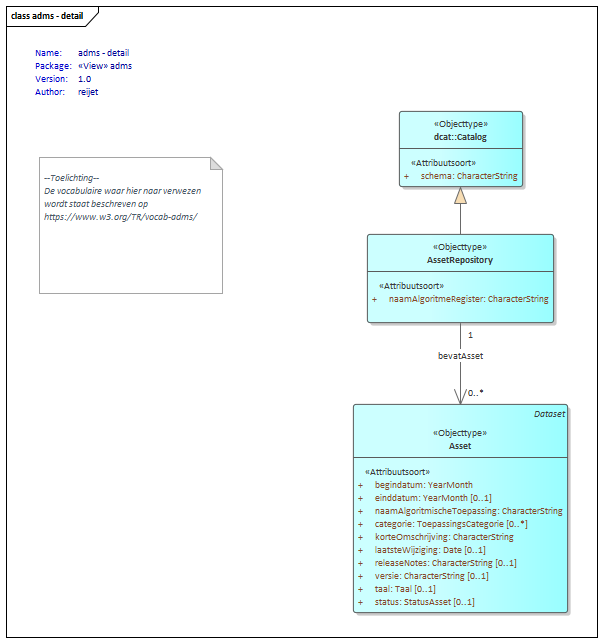 class adms - detail
Name: adms - detail
Package: «View» adms
Version: 1.0
Author: reijet
--Toelichting--
De vocabulaire waar hier naar verwezen
wordt staat beschreven op
https://www.w3.org/TR/vocab-adms/
«Objecttype»
dcat::Catalog
«Attribuutsoort»
+ schema: CharacterString
«Objecttype»
AssetRepository
«Attribuutsoort»
+ naamAlgoritmeRegister: CharacterString
1
bevatAsset
0..*
Dataset
«Objecttype»
Asset
«Attribuutsoort»
+ begindatum: YearMonth
+ einddatum: YearMonth [0..1]
+ naamAlgoritmischeToepassing: CharacterString
+ categorie: ToepassingsCategorie [0..*]
+ korteOmschrijving: CharacterString
+ laatsteWijziging: Date [0..1]
+ releaseNotes: CharacterString [0..1]
+ versie: CharacterString [0..1]
+ taal: Taal [0..1]
+ status: StatusAsset [0..1]